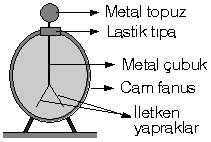 Metal topuz
Lastik tıpa
Metal çubuk
Cam fanus
İletken
yapraklar